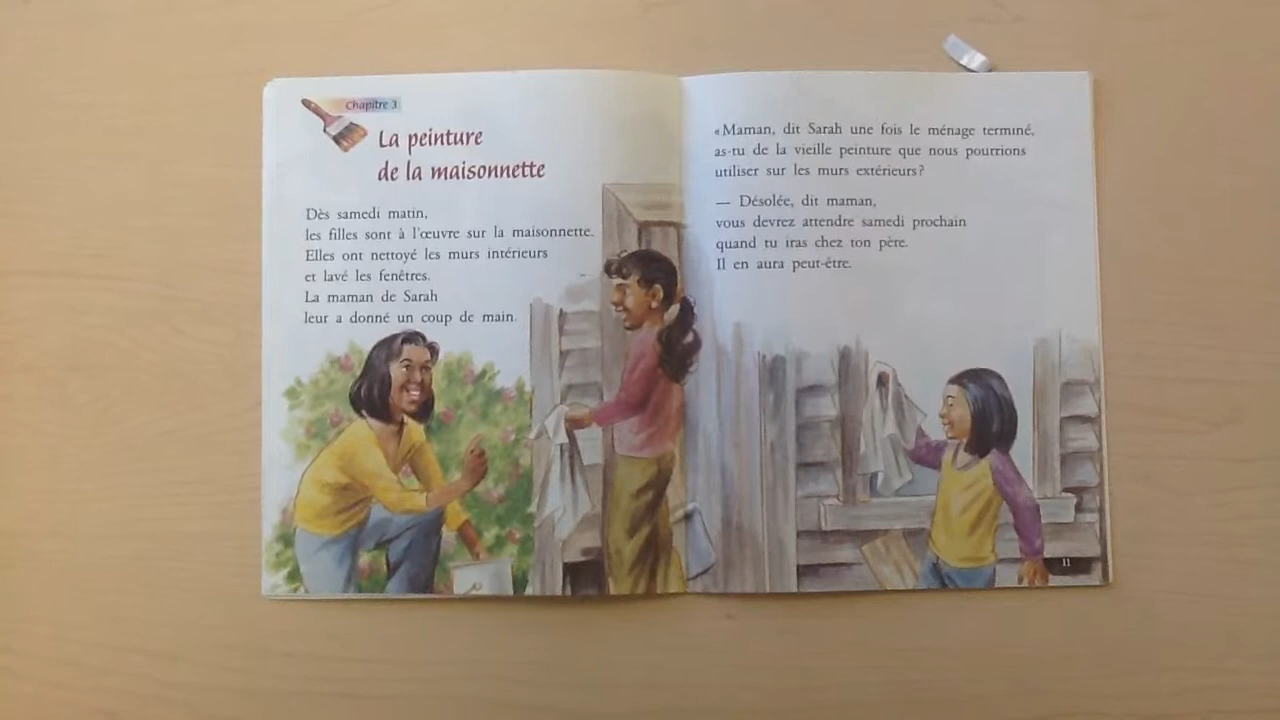 Chapitre 3
La peinture
de la maisonnette
Dès samedi matin,
les filles sont à l'œuvre sur la maisonnette.
Elles ont nettoyé les murs intérieurs
et lavé les fenêtres.
La maman de Sarah
leur a donné un coup de main.
« Maman, dit Sarah une fois le ménage terminé,
as-tu de la vieille peinture que nous pourrions
utiliser sur les murs extérieurs?
— Désolée, dit maman,
vous devrez attendre samedi prochain
quand tu iras chez ton père.
Il en aura peut-être.
11